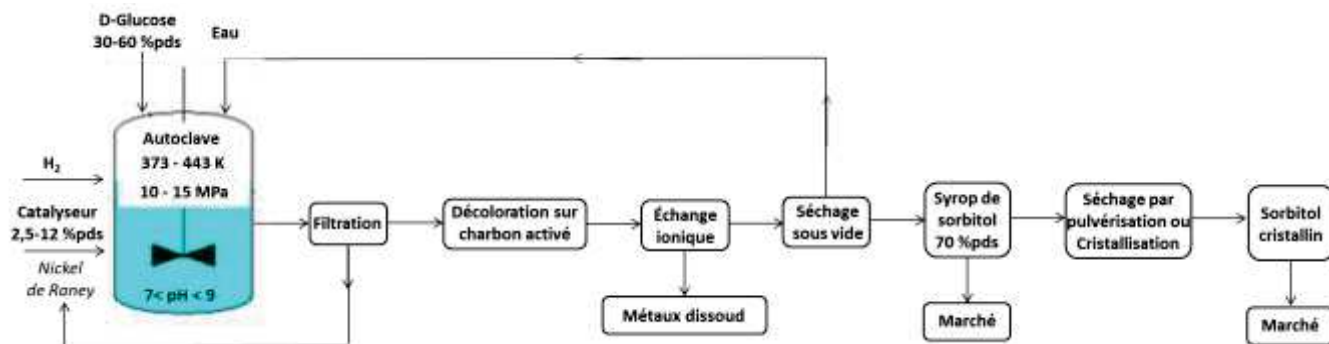 D-Glucose
30-60 %pds
Eau
Autoclave
373 - 443 K
10 - 15 MPa
H₂
Catalyseur
2,5-12 %pds
Nickel
de Raney
7< pH < 9
Filtration
Décoloration sur
charbon activé
Échange
ionique
Métaux dissoud
Séchage
sous vide
Syrop de
sorbitol
70 %pds
Marché
Séchage par
pulvérisation ou
Cristallisation
Sorbitol
cristallin
Marché